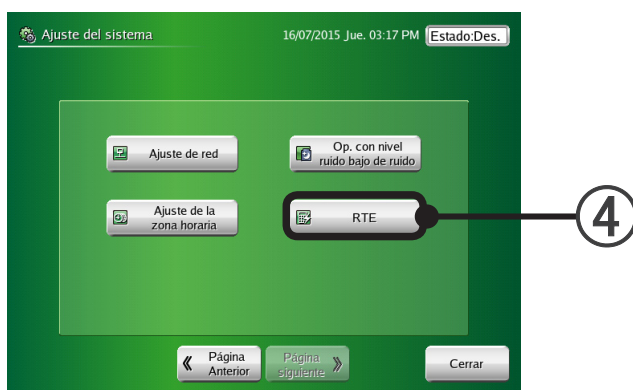 Ajuste del sistema
16/07/2015 Jue. 03:17 PM
Estado:Des.
Ajuste de red
Op. con nivel
ruido bajo de ruido
Ajuste de la
zona horaria
RTE
4
Página
Anterior
Página
siguiente
Cerrar